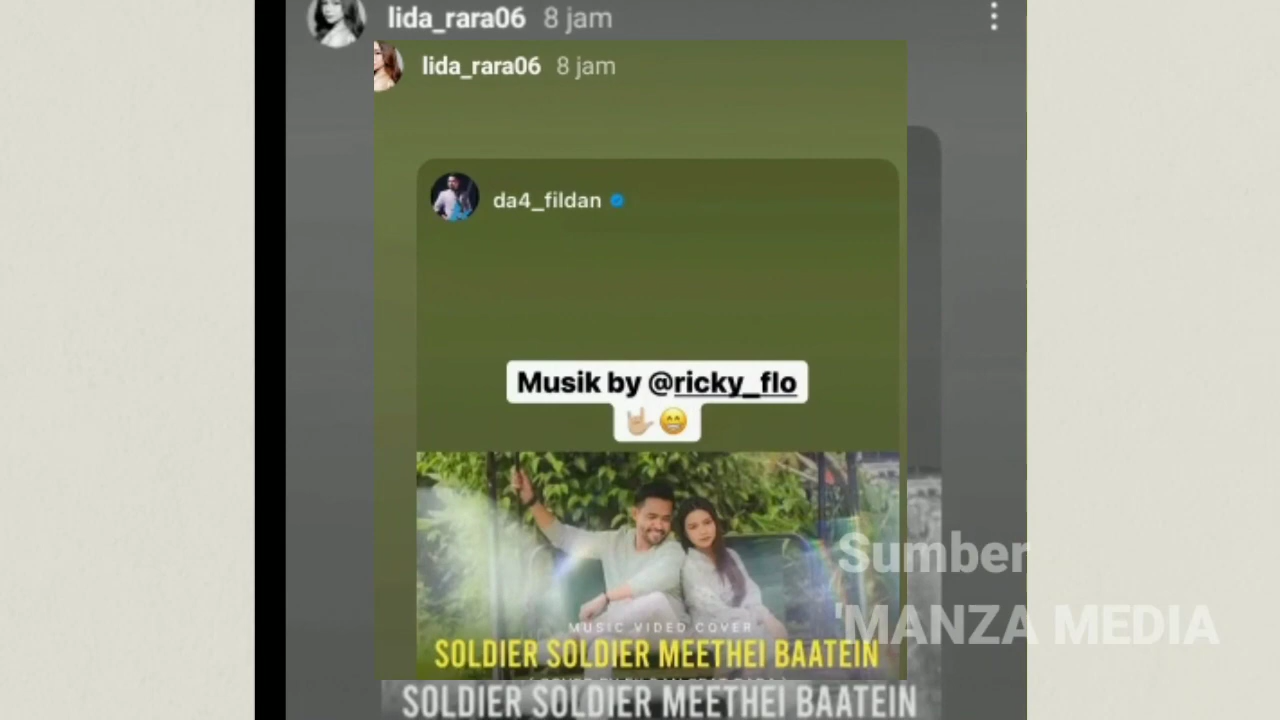 lida_rara06 8 jam
lida_rara06 8 jam
da4_fildan
Musik by @ricky_flo
🤟🏼😁
MUSIC VIDEO COVER
SOLDIER SOLDIER MEETHEI BAATEIN
SOLDIER SOLDIER MEETHEI BAATEIN
Sumber
'MANZA MEDIA